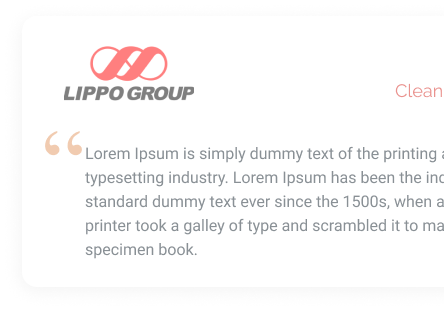 LIPPO GROUP
Clean
“ Lorem Ipsum is simply dummy text of the printing
typesetting industry. Lorem Ipsum has been the
standard dummy text ever since the 1500s, when a
printer took a galley of type and scrambled it to
specimen book.